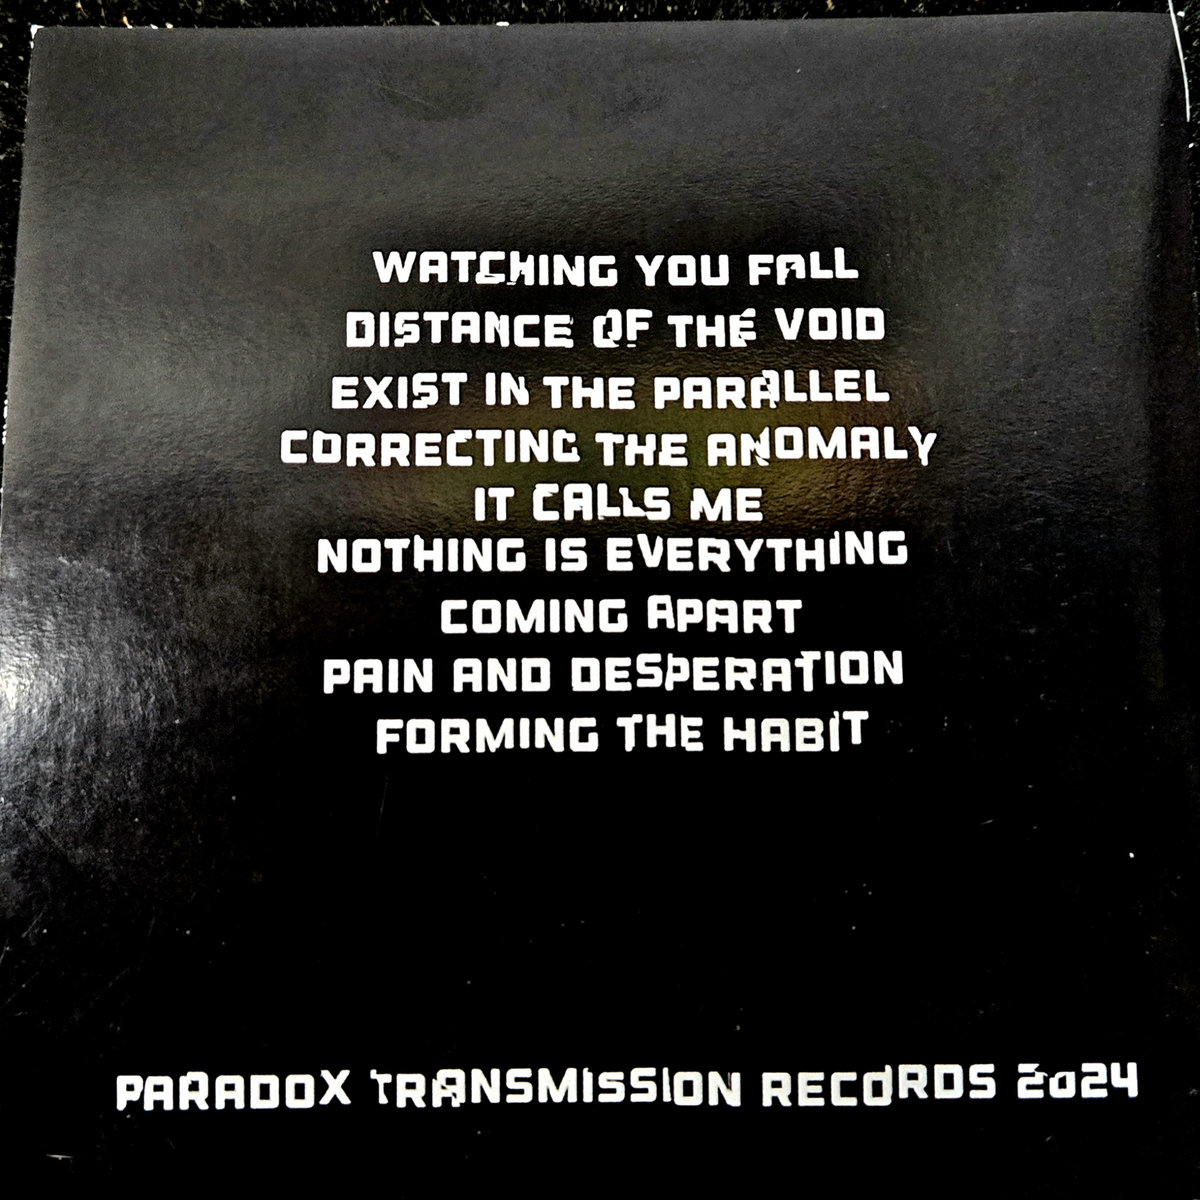 WATCHING YOU FALL
DISTANCE OF THE VOID
EXIST IN THE PARALLEL
CORRECTING THE ANOMALY
IT CALLS ME
NOTHING IS EVERYTHING
COMING APART
PAIN AND DESPERATION
FORMING THE HABIT
PARADOX TRANSMISSION RECORDS 2024